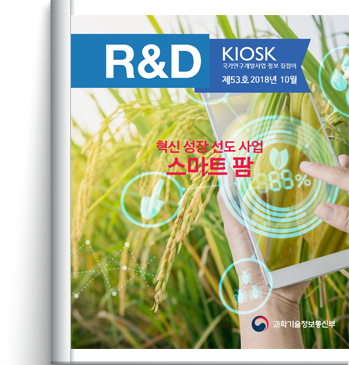 R&D
KIOSK
국가연구개발사업 정보 길잡이
제53호 2018년 10월
혁신 성장 선도 사업
스마트 팜
88%
과학기술정보통신부